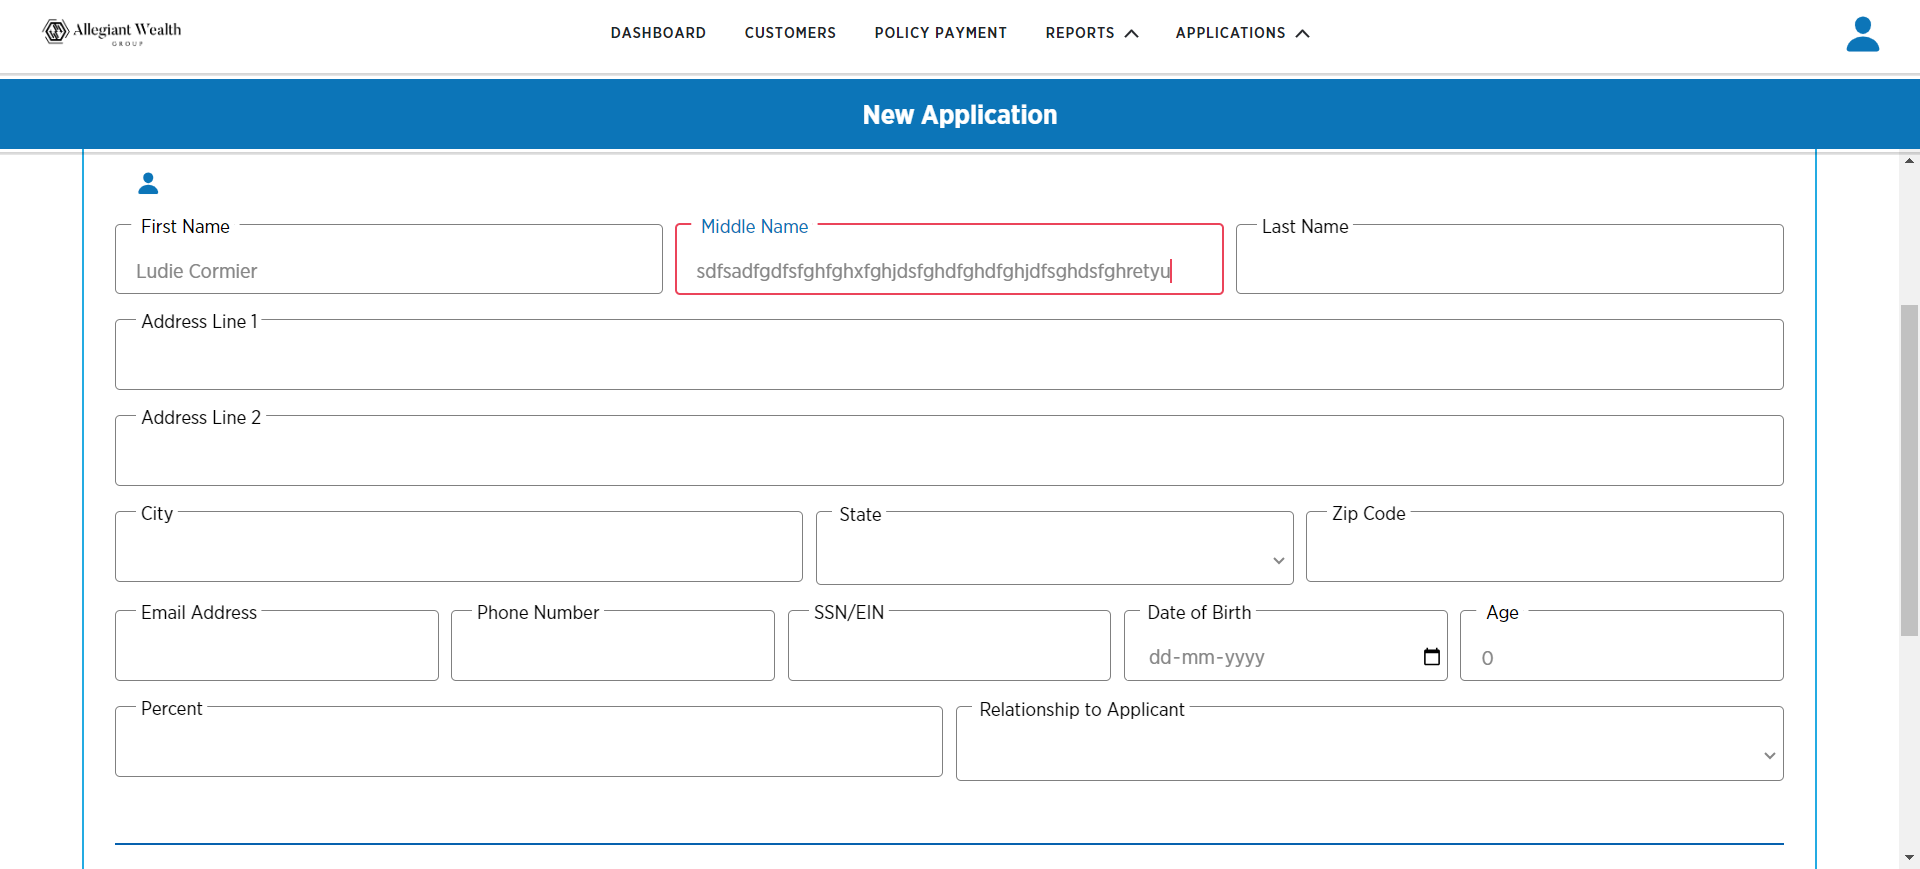 Allegiant Wealth
GROUP
DASHBOARD CUSTOMERS POLICY PAYMENT REPORTS APPLICATIONS
New Application
First Name Middle Name Last Name
Ludie Cormier sdfsadfgdfsfghfghxfghjdsfghdfghdfghjdfsghdsfghretyu
Address Line 1
Address Line 2
City State Zip Code
Email Address Phone Number SSN/EIN Date of Birth Age
dd-mm-yyyy 0
Percent Relationship to Applicant